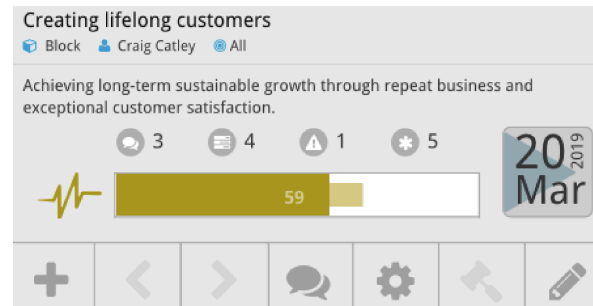 Creating lifelong customers
Block Craig Catley All
Achieving long-term sustainable growth through repeat business and
exceptional customer satisfaction.
3 4 1 5
20 2019
Mar
59